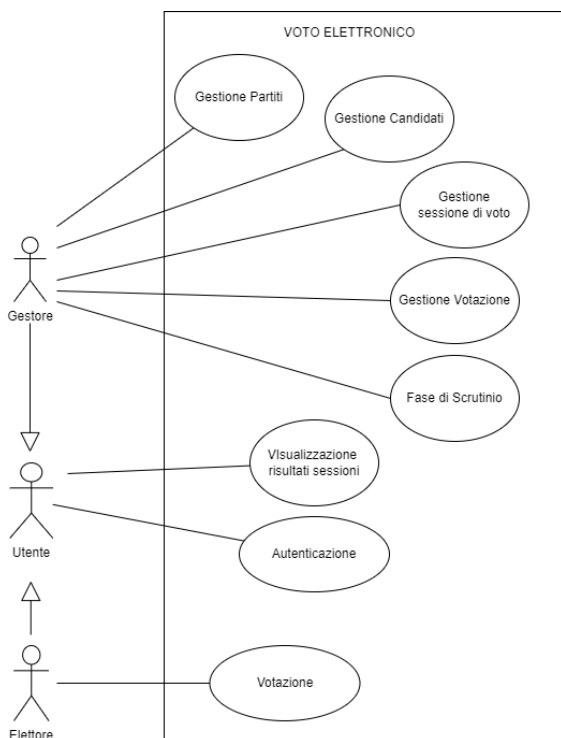 VOTO ELETTRONICO
Gestione Partiti
Gestione Candidati
Gestione
sessione di voto
Gestione Votazione
Gestore
Fase di Scrutinio
VIsualizzazione
risultati sessioni
Utente
Autenticazione
Votazione
Elettore